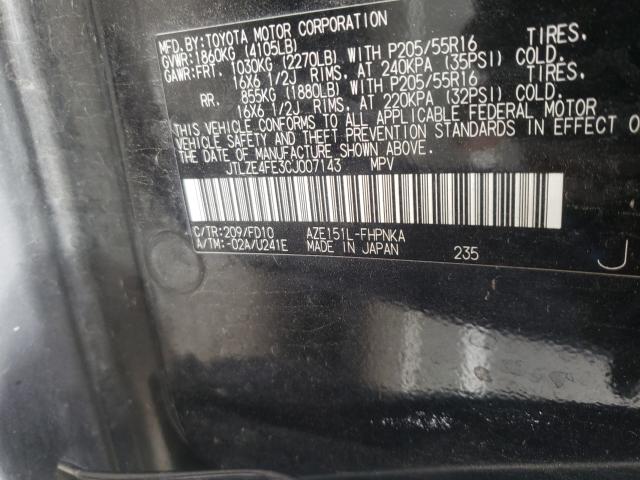 MFD.BY:TOYOTA MOTOR CORPORATION
GVWR:1860KG (4105LB)
GAWR:FRT. 1030KG (2270LB) WITH P205/55R16 TIRES.
16X6 1/2J RIMS. AT 240KPA (35PSI) COLD.
RR. 855KG (1880LB) WITH P205/55R16 TIRES.
16X6 1/2J RIMS. AT 220KPA (32PSI) COLD.
THIS VEHICLE CONFORMS TO ALL APPLICABLE FEDERAL MOTOR
VEHICLE SAFETY AND THEFT PREVENTION STANDARDS IN EFFECT O
THE DATE OF MANUFACTURE SHOWN ABOVE.
JTLZE4FE3CJ007143 MPV
C/TR:209/FD10 AZE151L-FHPNKA
A/TM:-02A/U241E MADE IN JAPAN 235 J